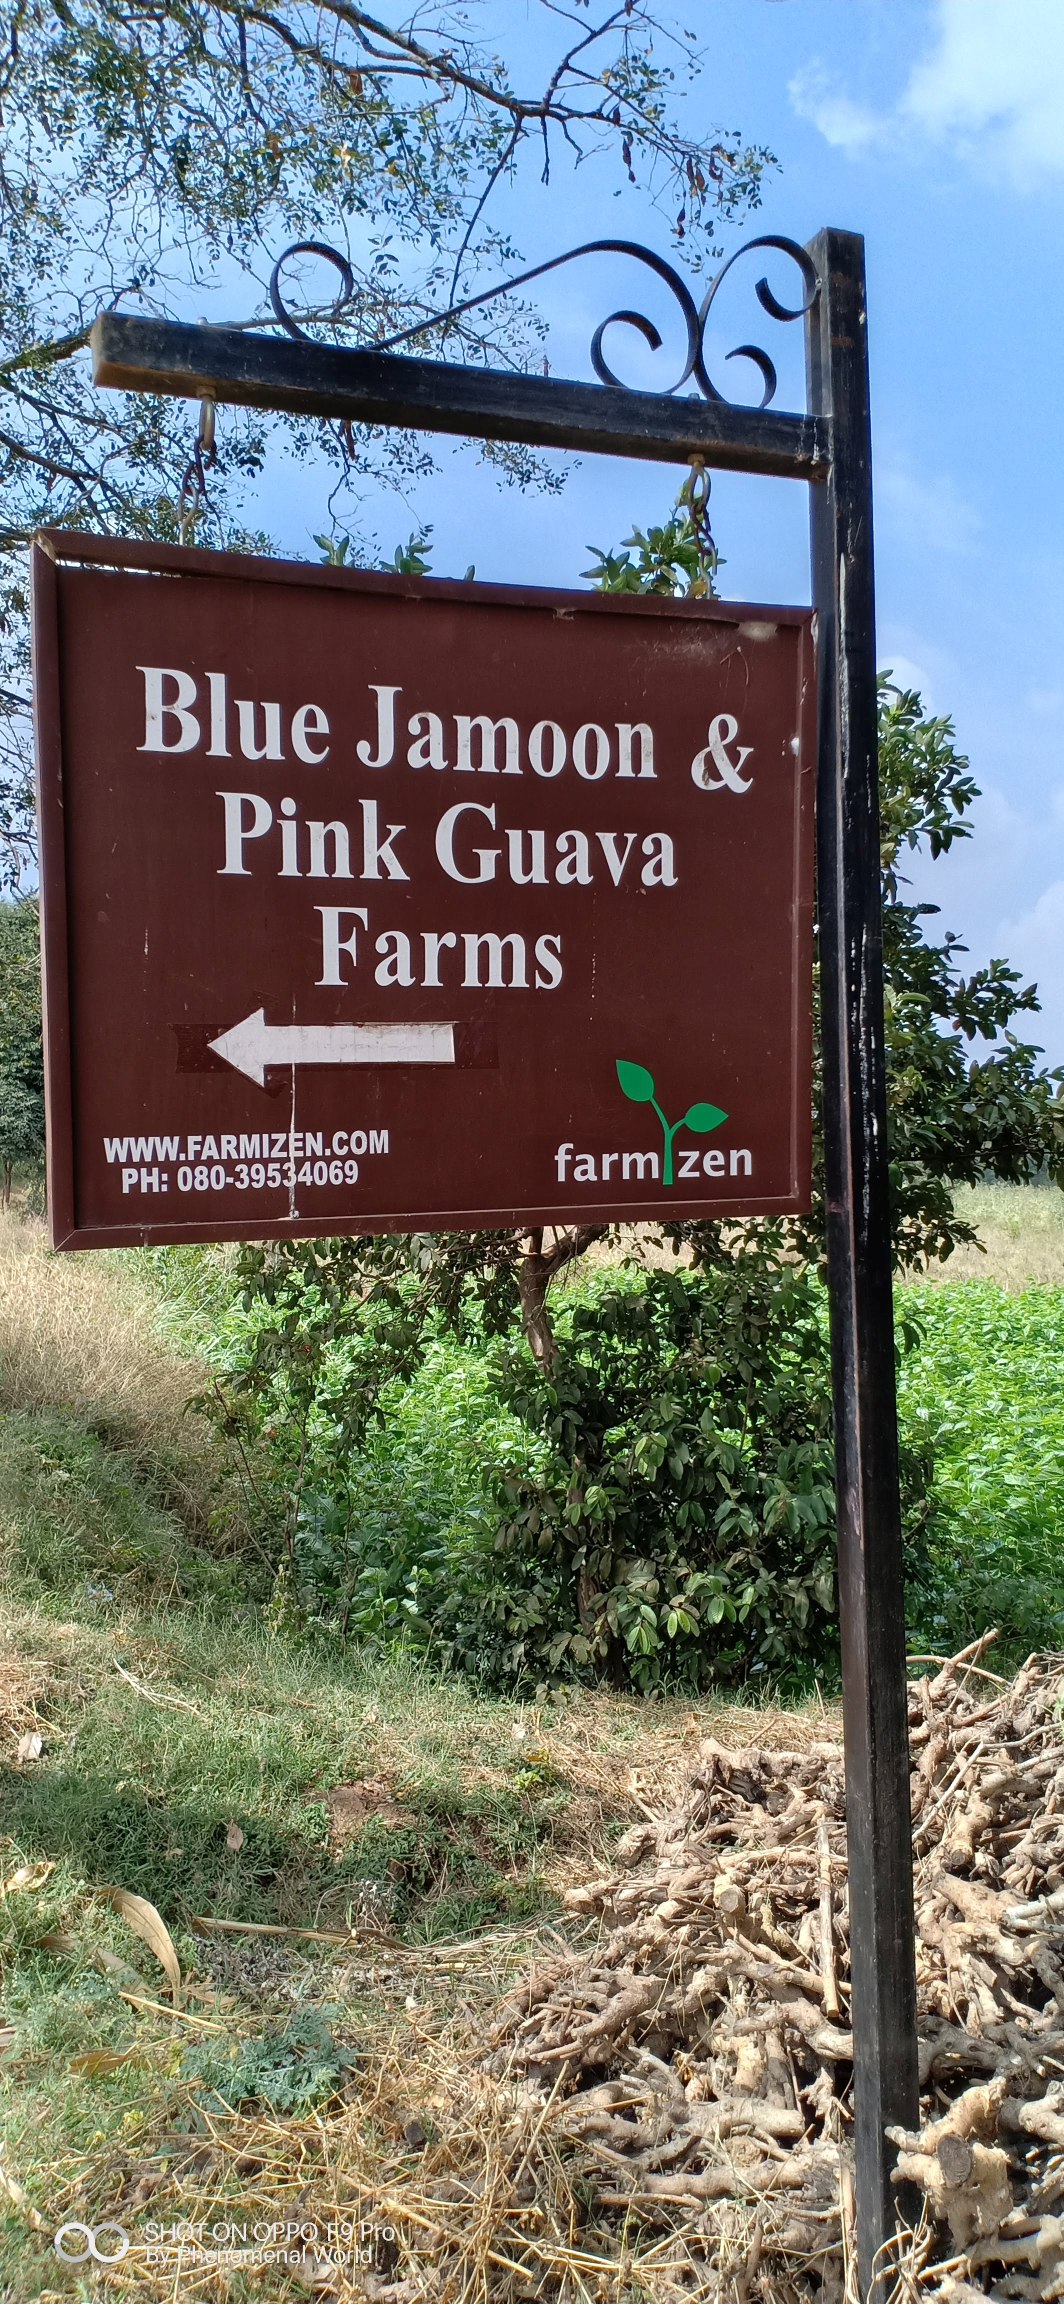 Blue Jamoon &
Pink Guava
Farms
WWW.FARMIZEN.COM
PH: 080-39534069
farmizen
SHOT ON OPPO F9 Pro
By Phenomenal World